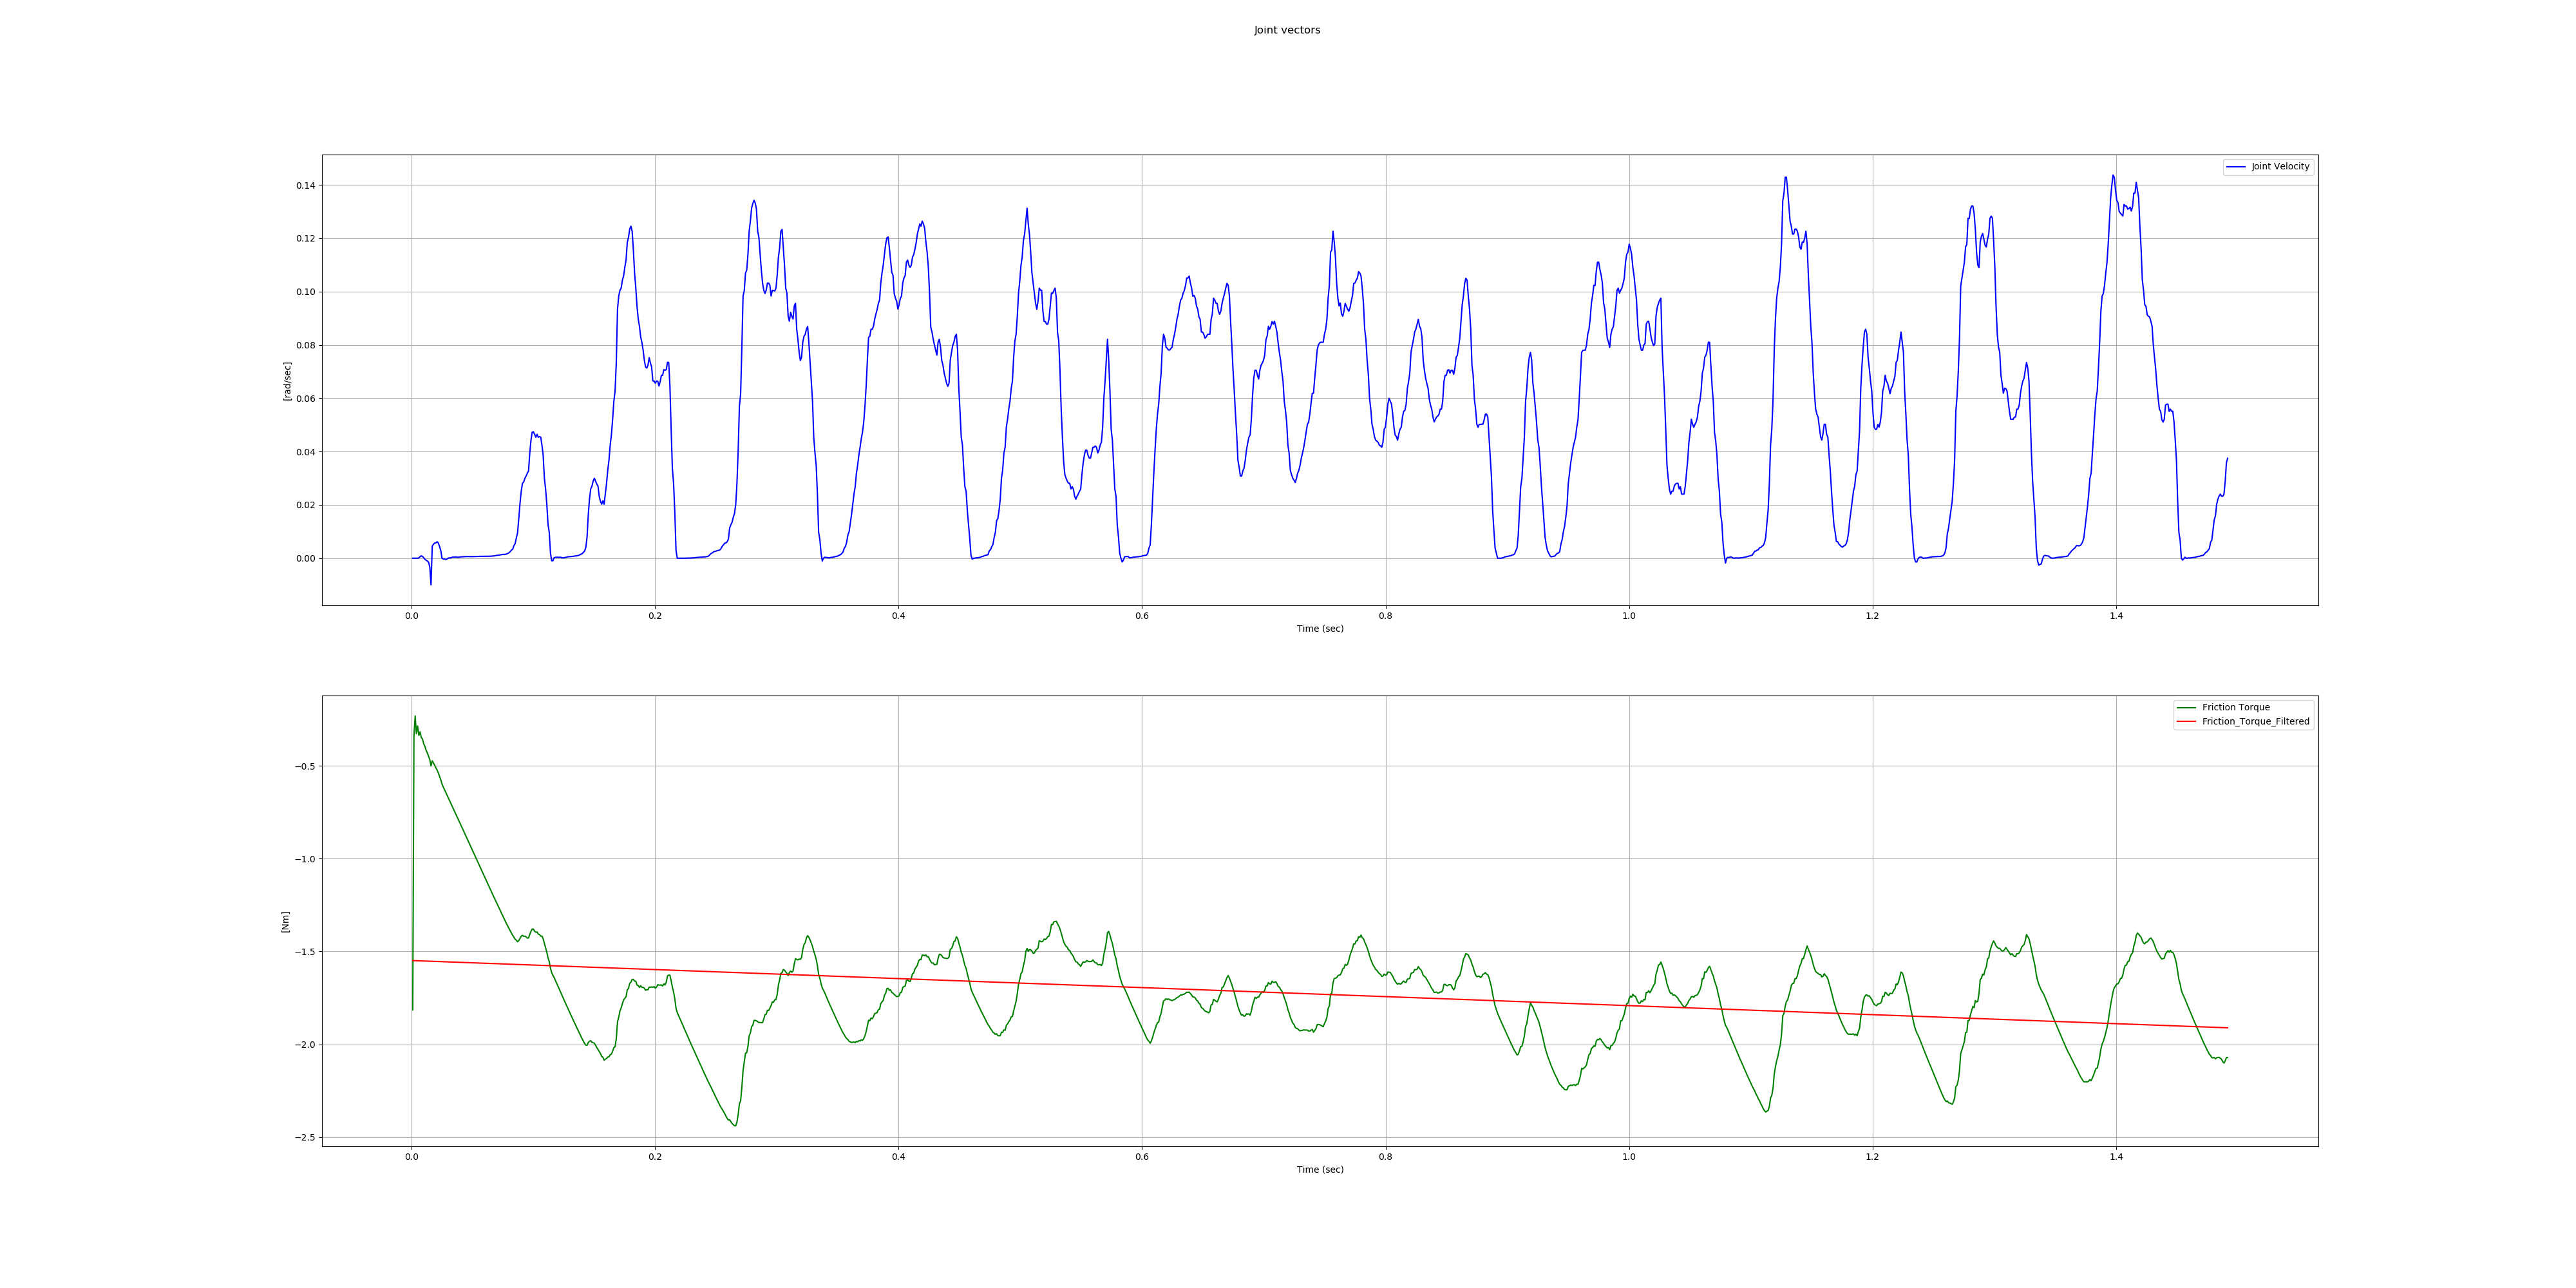 Joint vectors
Joint Velocity
0.14
0.12
0.10
0.08
0.06
0.04
0.02
0.00
[rad/sec]
0.0 0.2 0.4 0.6 0.8 1.0 1.2 1.4
Time (sec)
Friction Torque
Friction_Torque_Filtered
−0.5
−1.0
−1.5
−2.0
−2.5
[Nm]
0.0 0.2 0.4 0.6 0.8 1.0 1.2 1.4
Time (sec)